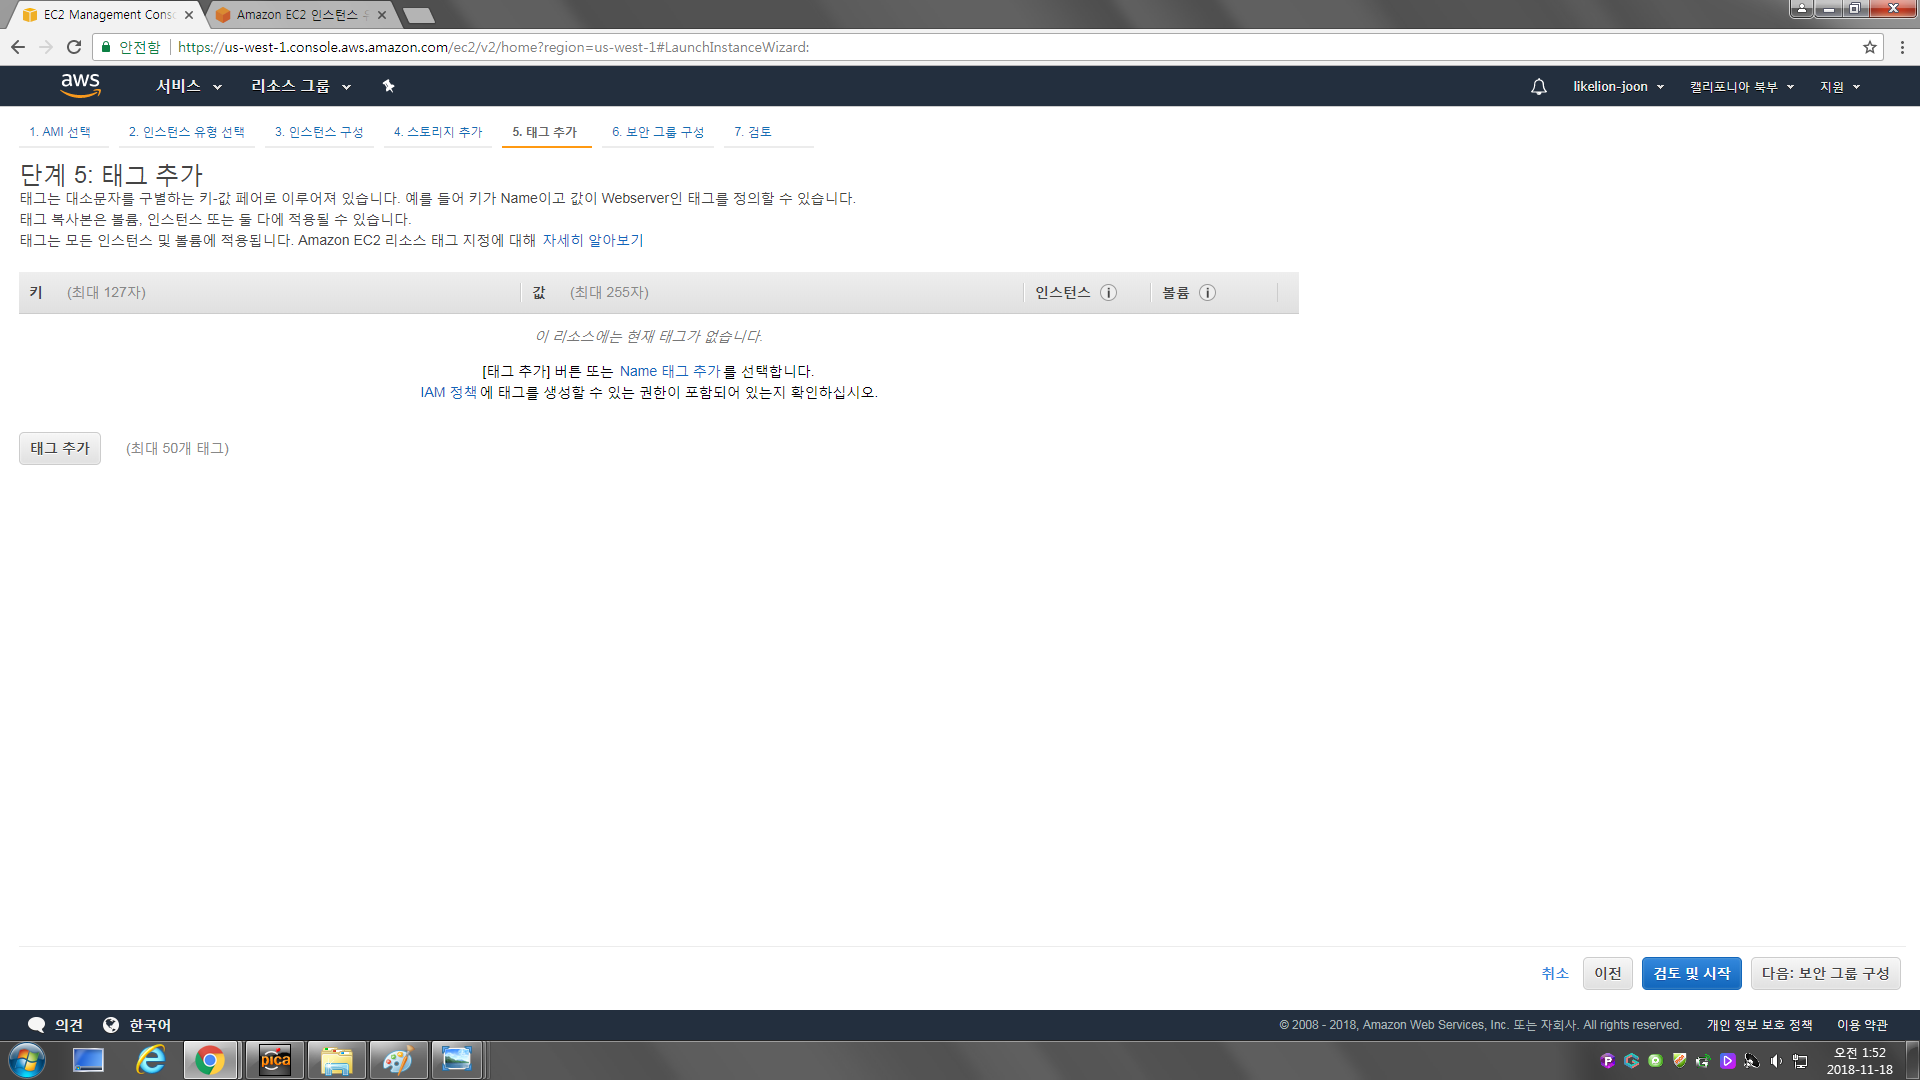 EC2 Management Cons
Amazon EC2 인스턴스
안전함
https://us-west-1.console.aws.amazon.com/ec2/v2/home?region=us-west-1#LaunchInstanceWizard:
aws
서비스
리소스 그룹
likelion-joon
캘리포니아 북부
지원
1. AMI 선택
2. 인스턴스 유형 선택
3. 인스턴스 구성
4. 스토리지 추가
5. 태그 추가
6. 보안 그룹 구성
7. 검토
단계 5: 태그 추가
태그는 대소문자를 구별하는 키-값 페어로 이루어져 있습니다. 예를 들어 키가 Name이고 값이 Webserver인 태그를 정의할 수 있습니다.
태그 복사본은 볼륨, 인스턴스 또는 둘 다에 적용될 수 있습니다.
태그는 모든 인스턴스 및 볼륨에 적용됩니다. Amazon EC2 리소스 태그 지정에 대해 자세히 알아보기
키 (최대 127자)
값 (최대 255자)
인스턴스
볼륨
이 리소스에는 현재 태그가 없습니다.
[태그 추가] 버튼 또는 Name 태그 추가를 선택합니다.
IAM 정책에 태그를 생성할 수 있는 권한이 포함되어 있는지 확인하십시오.
태그 추가
(최대 50개 태그)
취소
이전
검토 및 시작
다음: 보안 그룹 구성
의견
한국어
© 2008 - 2018, Amazon Web Services, Inc. 또는 자회사. All rights reserved.
개인 정보 보호 정책
이용 약관
pica
오전 1:52
2018-11-18